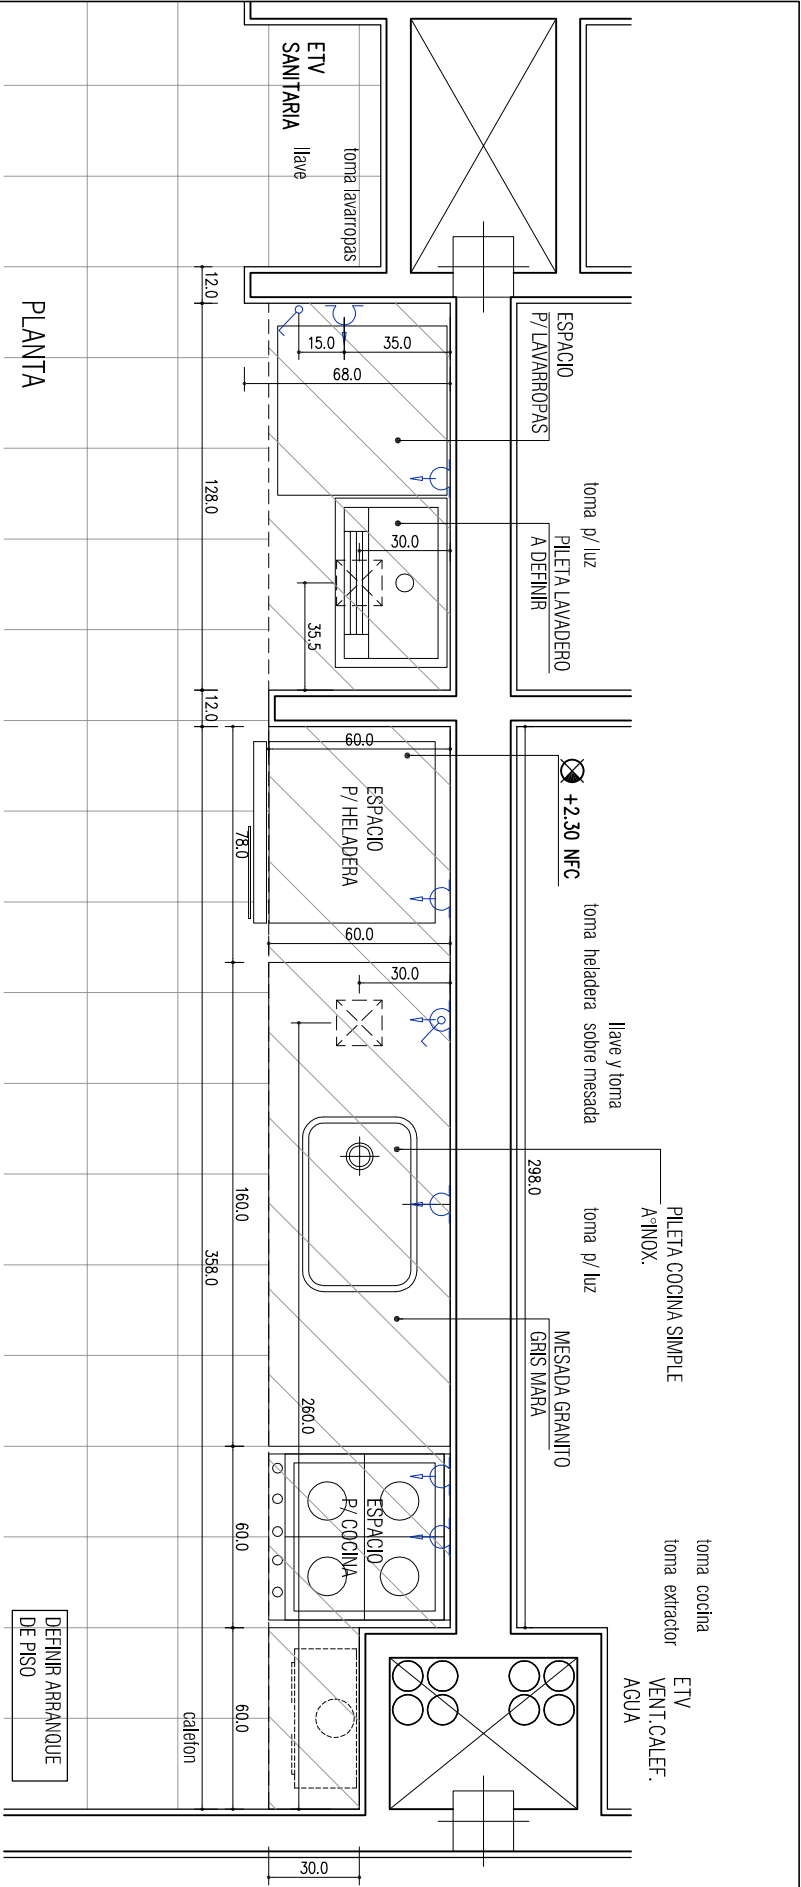 ETV
SANITARIA
llave
toma lavarropas
12.0
15.0
35.0
68.0
ESPACIO
P/ LAVARROPAS
128.0
toma p/ luz
PILETA LAVADERO
A DEFINIR
30.0
35.5
12.0
PLANTA
60.0
ESPACIO
P/ HELADERA
78.0
+2.30 NFC
60.0
30.0
toma heladera
llave y toma
sobre mesada
298.0
PILETA COCINA SIMPLE
AºINOX.
toma p/ luz
160.0
358.0
MESADA GRANITO
GRIS MARA
260.0
ESPACIO
P/ COCINA
60.0
toma cocina
toma extractor
ETV
VENT.CALEF.
AGUA
60.0
calefon
DEFINIR ARRANQUE
DE PISO
30.0